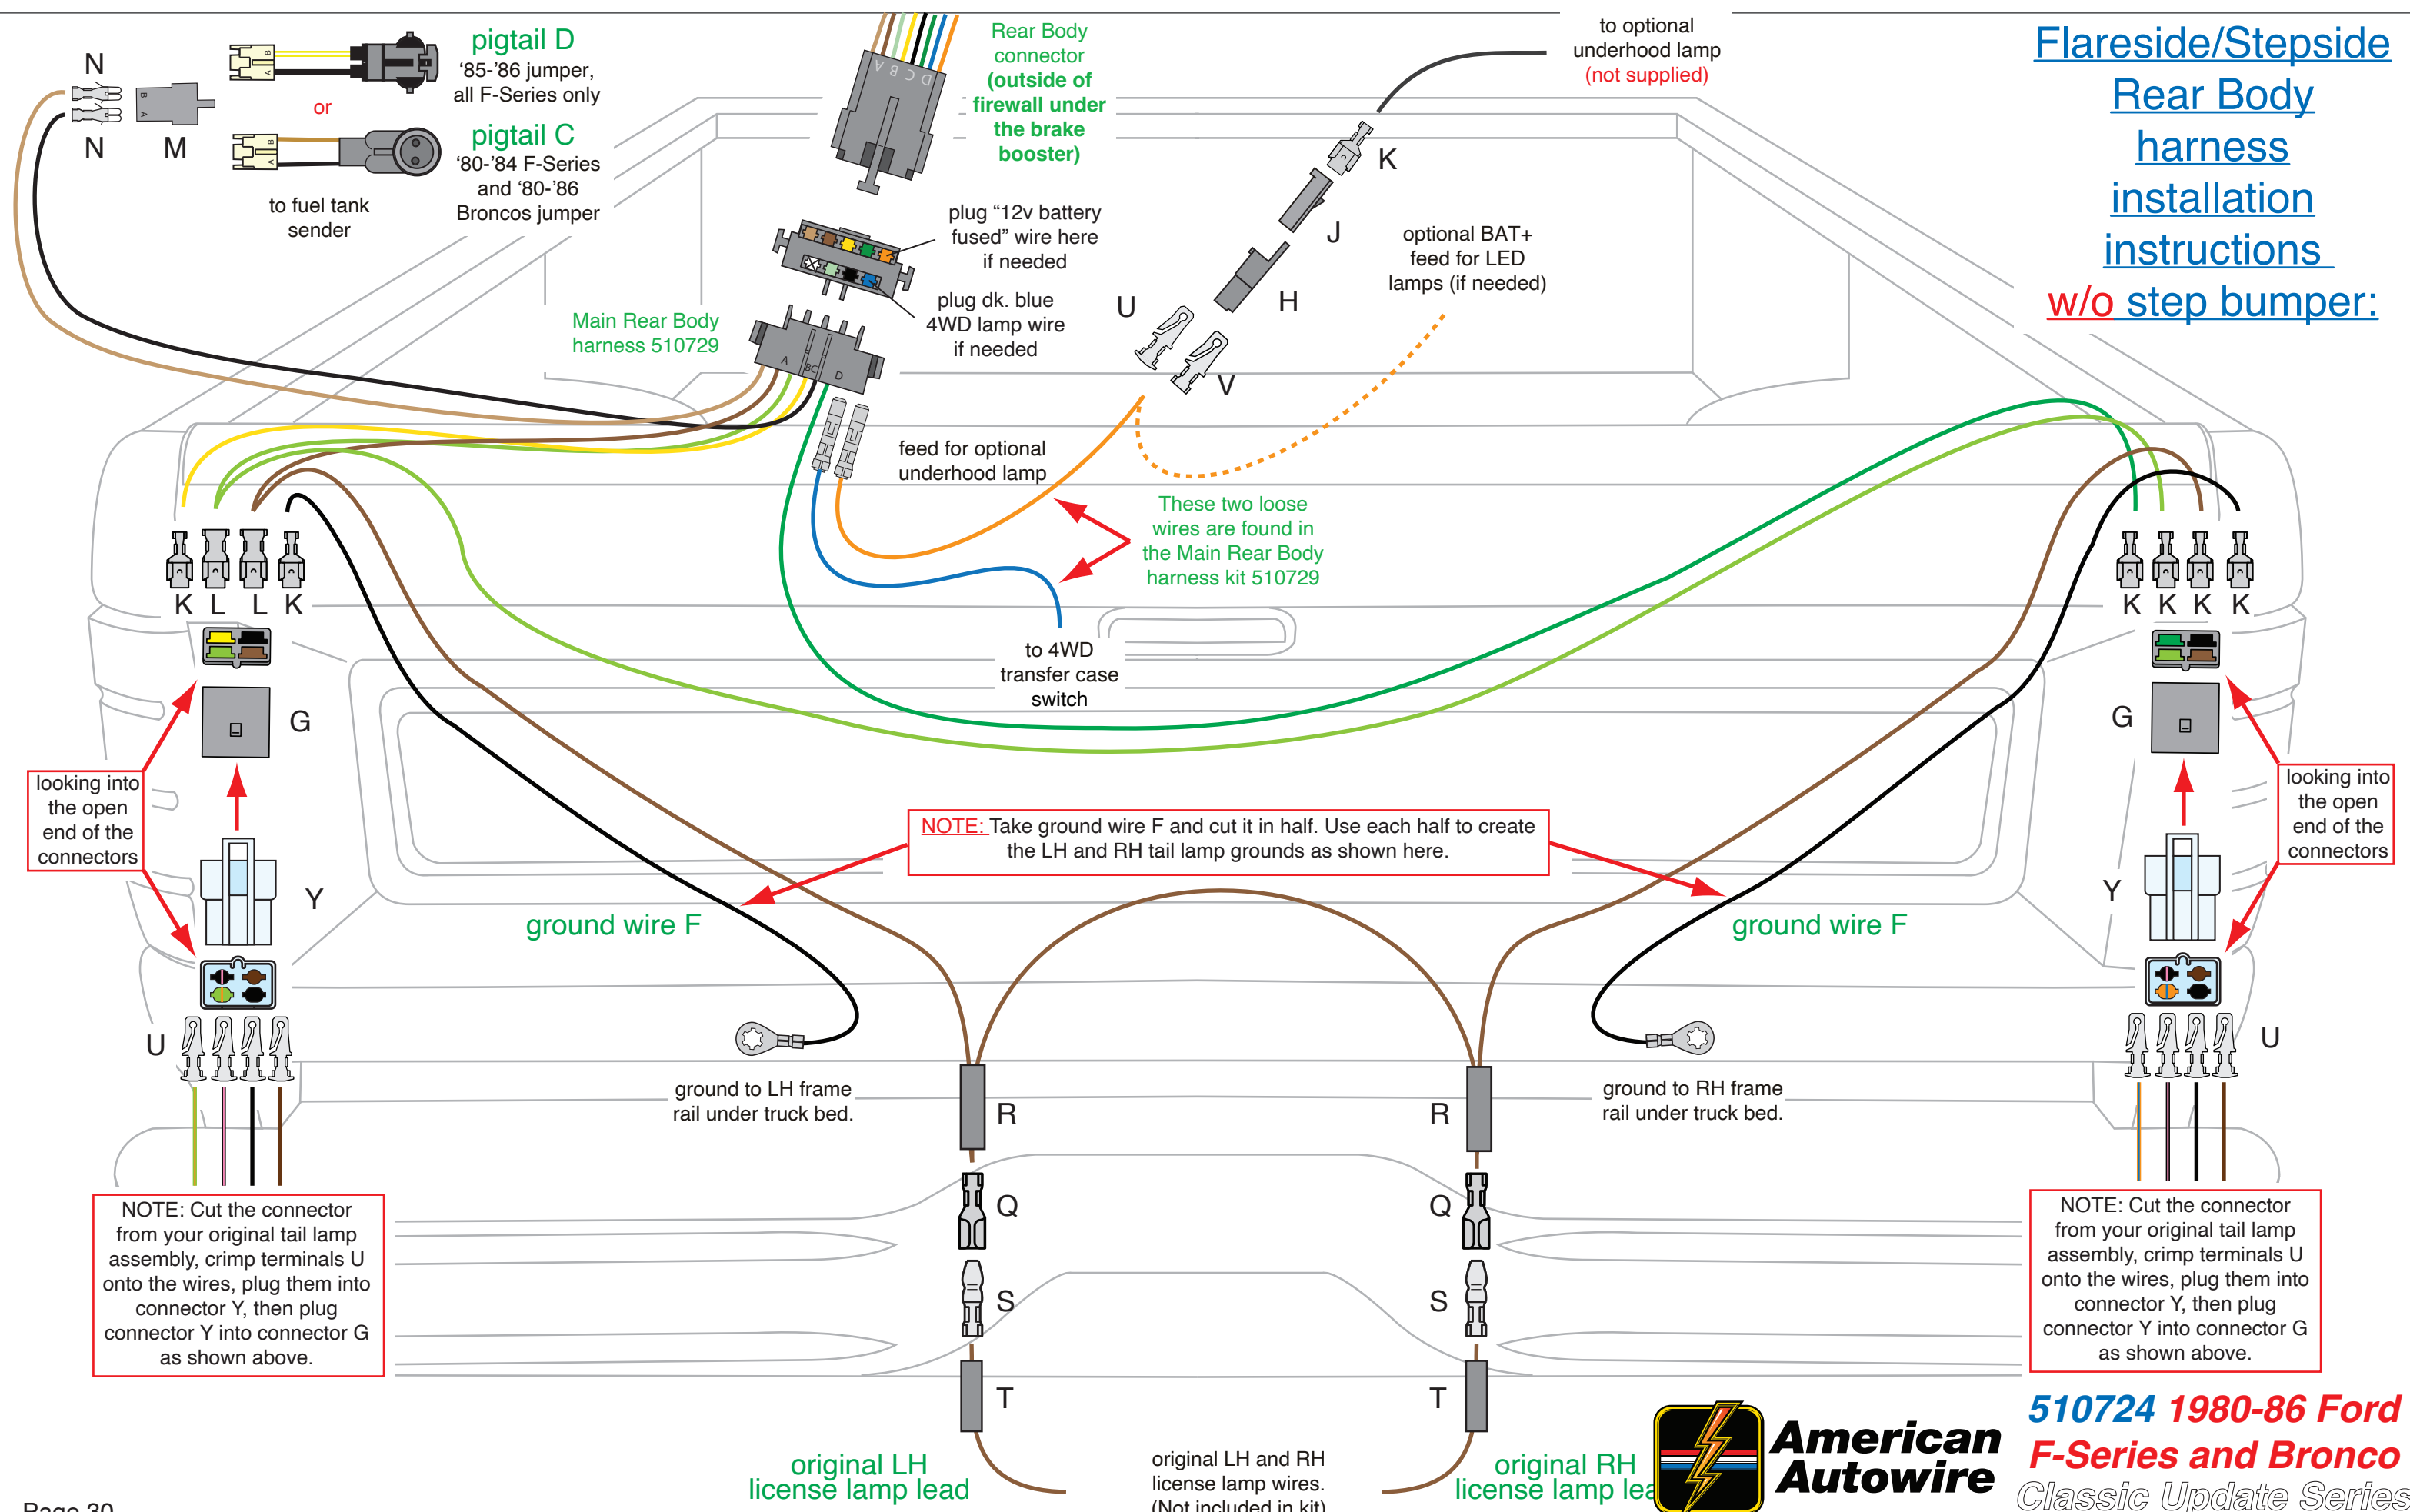 Flareside/Stepside
Rear Body
harness
installation
instructions
w/o step bumper:
N
N
M
B
A
B
A
pigtail D
‘85-’86 jumper,
all F-Series only
or
B
A
pigtail C
‘80-’84 F-Series
and ‘80-’86
Broncos jumper
to fuel tank
sender
A B C D
Rear Body
connector
(outside of
firewall under
the brake
booster)
to optional
underhood lamp
(not supplied)
K
J
H
U
V
plug “12v battery
fused” wire here
if needed
plug dk. blue
4WD lamp wire
if needed
optional BAT+
feed for LED
lamps (if needed)
Main Rear Body
harness 510729
A BC D
feed for optional
underhood lamp
These two loose
wires are found in
the Main Rear Body
harness kit 510729
to 4WD
transfer case
switch
K L L K
K K K K
G
G
looking into
the open
end of the
connectors
looking into
the open
end of the
connectors
NOTE: Take ground wire F and cut it in half. Use each half to create
the LH and RH tail lamp grounds as shown here.
Y
Y
ground wire F
ground wire F
U
U
ground to LH frame
rail under truck bed.
ground to RH frame
rail under truck bed.
R
R
Q
Q
S
S
T
T
NOTE: Cut the connector
from your original tail lamp
assembly, crimp terminals U
onto the wires, plug them into
connector Y, then plug
connector Y into connector G
as shown above.
NOTE: Cut the connector
from your original tail lamp
assembly, crimp terminals U
onto the wires, plug them into
connector Y, then plug
connector Y into connector G
as shown above.
original LH
license lamp lead
original LH and RH
license lamp wires.
(Not included in kit)
original RH
license lamp lea
American
Autowire
510724 1980-86 Ford
F-Series and Bronco
Classic Update Series
Page 30